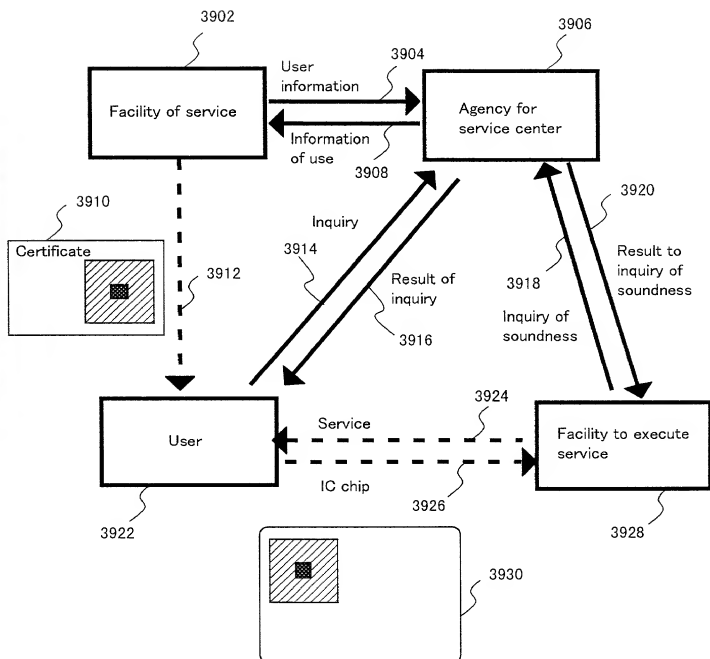 3902
3906
Facility of service
User
information
3904
Agency for
service center
Information
of use
3908
3910
Certificate
3912
Inquiry
3914
Result of
inquiry
3916
3920
3918
Result to
inquiry of
soundness
Inquiry of
soundness
User
3922
Service
3924
IC chip
3926
Facility to execute
service
3928
3930